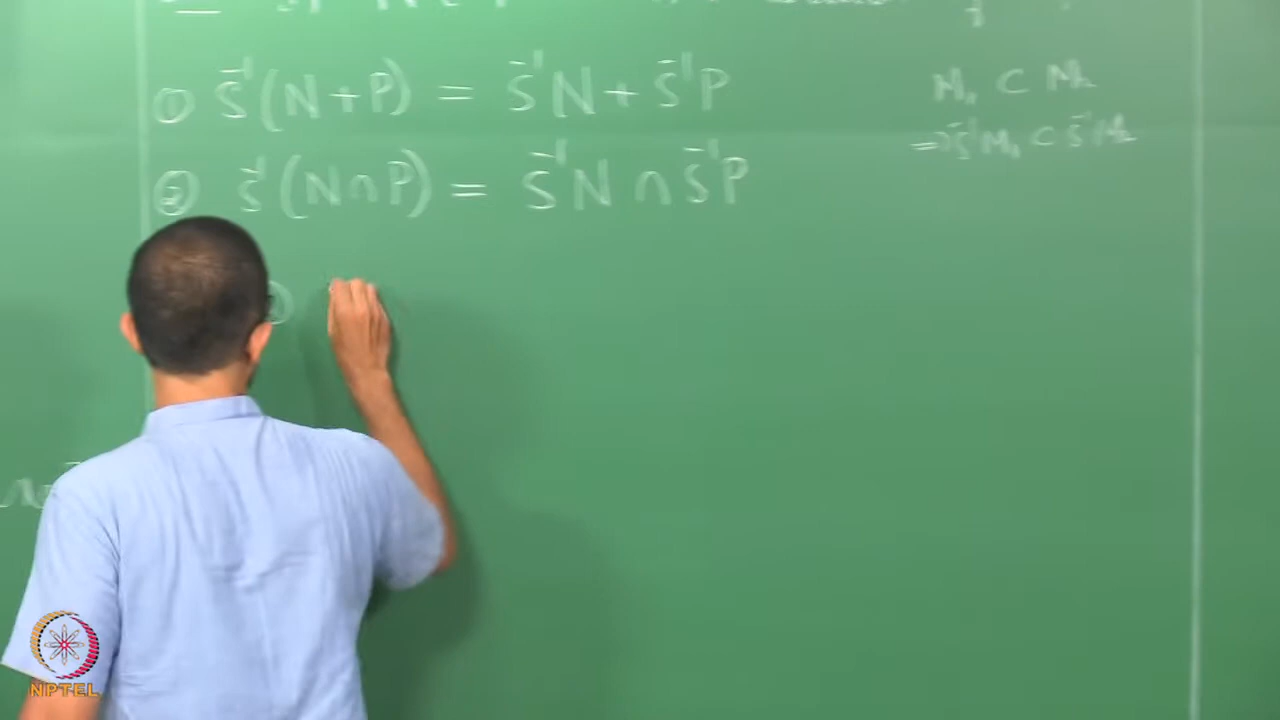 ① S⁻¹(N+P) = S⁻¹N + S⁻¹P
② S⁻¹(N∩P) = S⁻¹N ∩ S⁻¹P
M₁ ⊂ M₂
⇒ S⁻¹M₁ ⊂ S⁻¹M₂
NPTEL